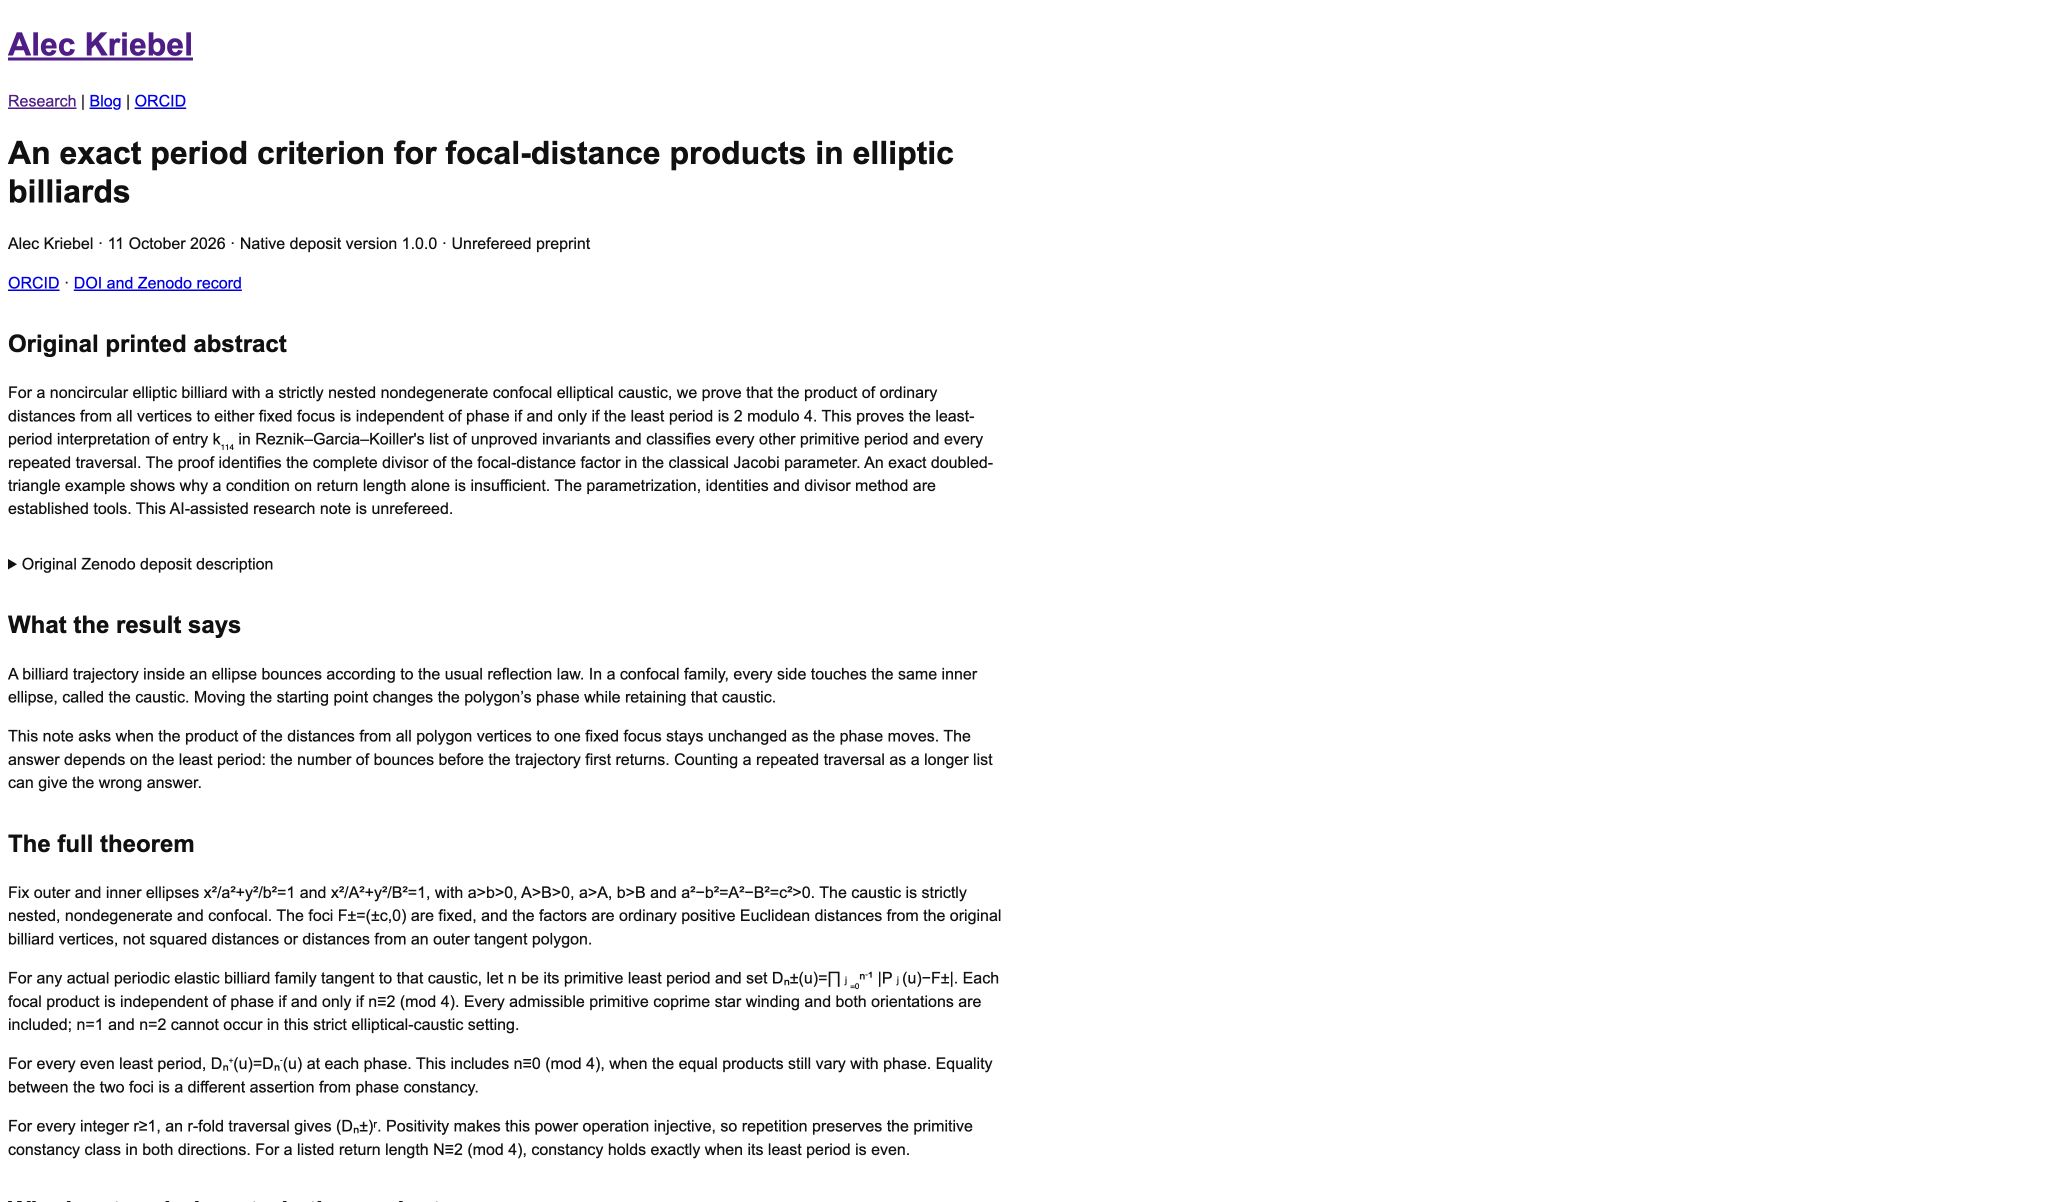 Alec Kriebel
Research | Blog | ORCID
An exact period criterion for focal-distance products in elliptic
billiards
Alec Kriebel · 11 October 2026 · Native deposit version 1.0.0 · Unrefereed preprint
ORCID · DOI and Zenodo record
Original printed abstract
For a noncircular elliptic billiard with a strictly nested nondegenerate confocal elliptical caustic, we prove that the product of ordinary
distances from all vertices to either fixed focus is independent of phase if and only if the least period is 2 modulo 4. This proves the least-
period interpretation of entry k₁₁₄ in Reznik–Garcia–Koiller's list of unproved invariants and classifies every other primitive period and every
repeated traversal. The proof identifies the complete divisor of the focal-distance factor in the classical Jacobi parameter. An exact doubled-
triangle example shows why a condition on return length alone is insufficient. The parametrization, identities and divisor method are
established tools. This AI-assisted research note is unrefereed.
▶ Original Zenodo deposit description
What the result says
A billiard trajectory inside an ellipse bounces according to the usual reflection law. In a confocal family, every side touches the same inner
ellipse, called the caustic. Moving the starting point changes the polygon’s phase while retaining that caustic.
This note asks when the product of the distances from all polygon vertices to one fixed focus stays unchanged as the phase moves. The
answer depends on the least period: the number of bounces before the trajectory first returns. Counting a repeated traversal as a longer list
can give the wrong answer.
The full theorem
Fix outer and inner ellipses x²/a²+y²/b²=1 and x²/A²+y²/B²=1, with a>b>0, A>B>0, a>A, b>B and a²−b²=A²−B²=c²>0. The caustic is strictly
nested, nondegenerate and confocal. The foci F±=(±c,0) are fixed, and the factors are ordinary positive Euclidean distances from the original
billiard vertices, not squared distances or distances from an outer tangent polygon.
For any actual periodic elastic billiard family tangent to that caustic, let n be its primitive least period and set Dₙ±(u)=∏ⱼ₌₀ⁿ⁻¹ |Pⱼ(u)−F±|. Each
focal product is independent of phase if and only if n≡2 (mod 4). Every admissible primitive coprime star winding and both orientations are
included; n=1 and n=2 cannot occur in this strict elliptical-caustic setting.
For every even least period, Dₙ⁺(u)=Dₙ⁻(u) at each phase. This includes n≡0 (mod 4), when the equal products still vary with phase. Equality
between the two foci is a different assertion from phase constancy.
For every integer r≥1, an r-fold traversal gives (Dₙ±)ʳ. Positivity makes this power operation injective, so repetition preserves the primitive
constancy class in both directions. For a listed return length N≡2 (mod 4), constancy holds exactly when its least period is even.